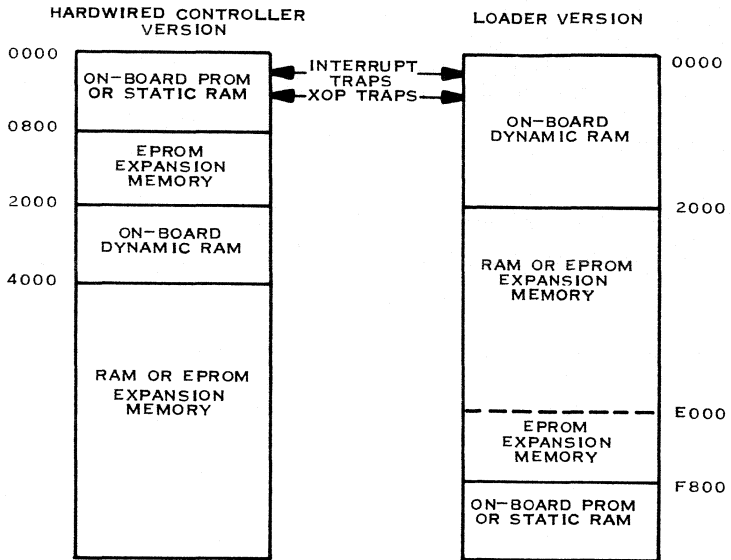 HARDWIRED CONTROLLER
VERSION
0000
ON-BOARD PROM
OR STATIC RAM
0800
EPROM
EXPANSION
MEMORY
2000
ON-BOARD
DYNAMIC RAM
4000
RAM OR EPROM
EXPANSION
MEMORY
INTERRUPT
TRAPS
XOP TRAPS
LOADER VERSION
0000
ON-BOARD
DYNAMIC RAM
2000
RAM OR EPROM
EXPANSION
MEMORY
E000
EPROM
EXPANSION
MEMORY
F800
ON-BOARD PROM
OR STATIC RAM